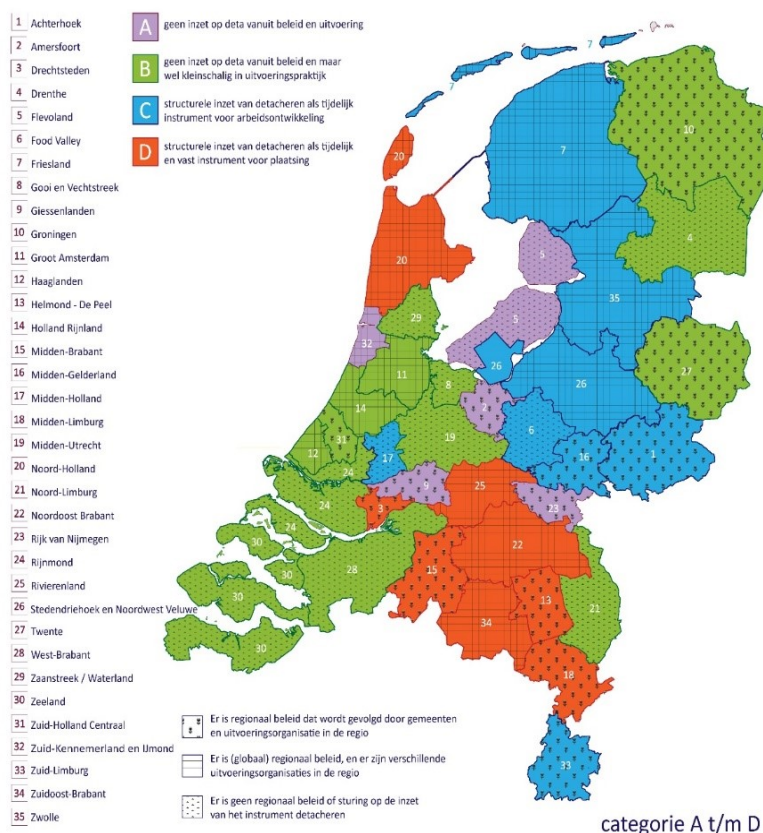 1 Achterhoek
2 Amersfoort
3 Drechtsteden
4 Drenthe
5 Flevoland
6 Food Valley
7 Friesland
8 Gooi en Vechtstreek
9 Giessenlanden
10 Groningen
11 Groot Amsterdam
12 Haaglanden
13 Helmond - De Peel
14 Holland Rijnland
15 Midden-Brabant
16 Midden-Gelderland
17 Midden-Holland
18 Midden-Limburg
19 Midden-Utrecht
20 Noord-Holland
21 Noord-Limburg
22 Noordoost Brabant
23 Rijk van Nijmegen
24 Rijnmond
25 Rivierenland
26 Stedendriehoek en Noordwest Veluwe
27 Twente
28 West-Brabant
29 Zaanstreek / Waterland
30 Zeeland
31 Zuid-Holland Centraal
32 Zuid-Kennemerland en IJmond
33 Zuid-Limburg
34 Zuidoost-Brabant
35 Zwolle
A geen inzet op deta vanuit beleid en uitvoering
B geen inzet op deta vanuit beleid en maar
wel kleinschalig in uitvoeringspraktijk
C structurele inzet van detacheren als tijdelijk
instrument voor arbeidsontwikkeling
D structurele inzet van detacheren als tijdelijk
en vast instrument voor plaatsing
7
7
10
7
20
4
5
20
35
29
5
32
26
11
8
26
27
2
14
31
6
19
12
17
16
1
24
9
25
24
3
23
24
22
30
30
28
15
13
21
30
34
30
18
33
Er is regionaal beleid dat wordt gevolgd door gemeenten
en uitvoeringsorganisatie in de regio
Er is (globaal) regionaal beleid, en er zijn verschillende
uitvoeringsorganisaties in de regio
Er is geen regionaal beleid of sturing op de inzet
van het instrument detacheren
categorie A t/m D